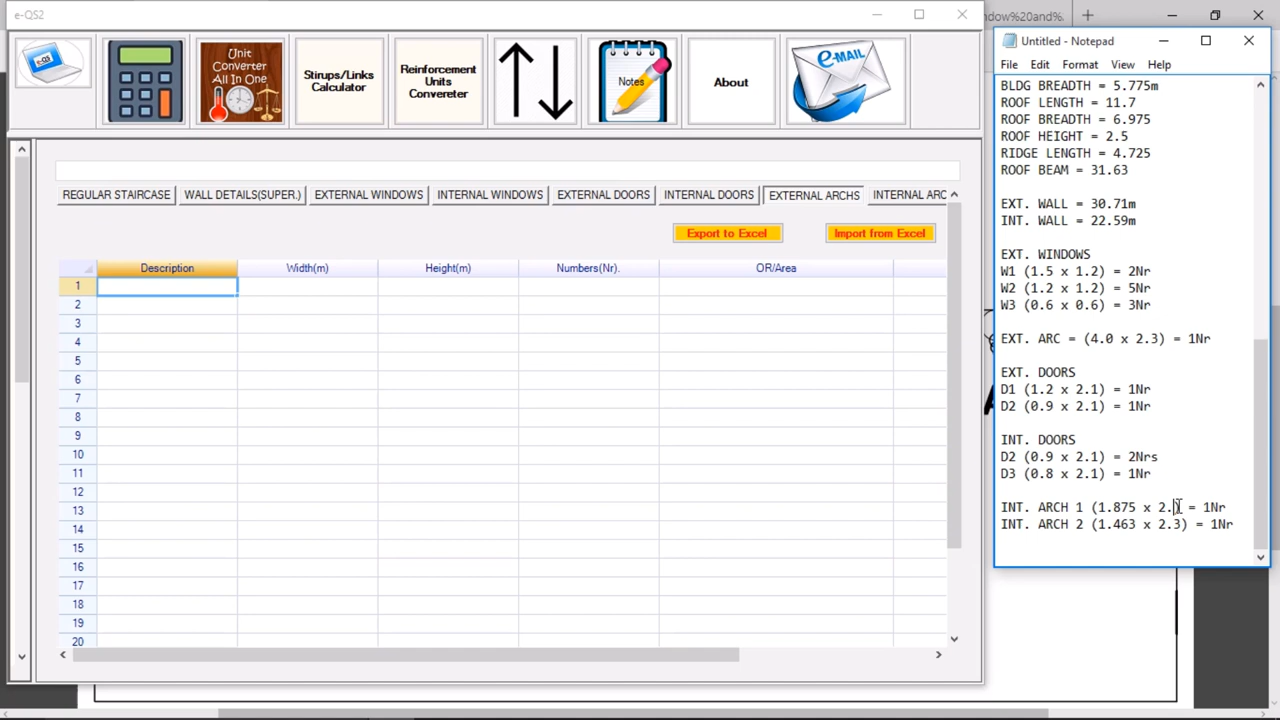 e-QS2
ndow%20and%
e-QS
Unit
Converter
All In One
Stirups/Links
Calculator
Reinforcement
Units
Convereter
Notes
About
e-MAIL
REGULAR STAIRCASE
WALL DETAILS(SUPER.)
EXTERNAL WINDOWS
INTERNAL WINDOWS
EXTERNAL DOORS
INTERNAL DOORS
EXTERNAL ARCHS
INTERNAL ARC
Export to Excel
Import from Excel
Description
Width(m)
Height(m)
Numbers(Nr).
OR/Area
1
2
3
4
5
6
7
8
9
10
11
12
13
14
15
16
17
18
19
20
Untitled - Notepad
File Edit Format View Help
BLDG BREADTH = 5.775m
ROOF LENGTH = 11.7
ROOF BREADTH = 6.975
ROOF HEIGHT = 2.5
RIDGE LENGTH = 4.725
ROOF BEAM = 31.63
EXT. WALL = 30.71m
INT. WALL = 22.59m
EXT. WINDOWS
W1 (1.5 x 1.2) = 2Nr
W2 (1.2 x 1.2) = 5Nr
W3 (0.6 x 0.6) = 3Nr
EXT. ARC = (4.0 x 2.3) = 1Nr
EXT. DOORS
D1 (1.2 x 2.1) = 1Nr
D2 (0.9 x 2.1) = 1Nr
INT. DOORS
D2 (0.9 x 2.1) = 2Nrs
D3 (0.8 x 2.1) = 1Nr
INT. ARCH 1 (1.875 x 2.) = 1Nr
INT. ARCH 2 (1.463 x 2.3) = 1Nr